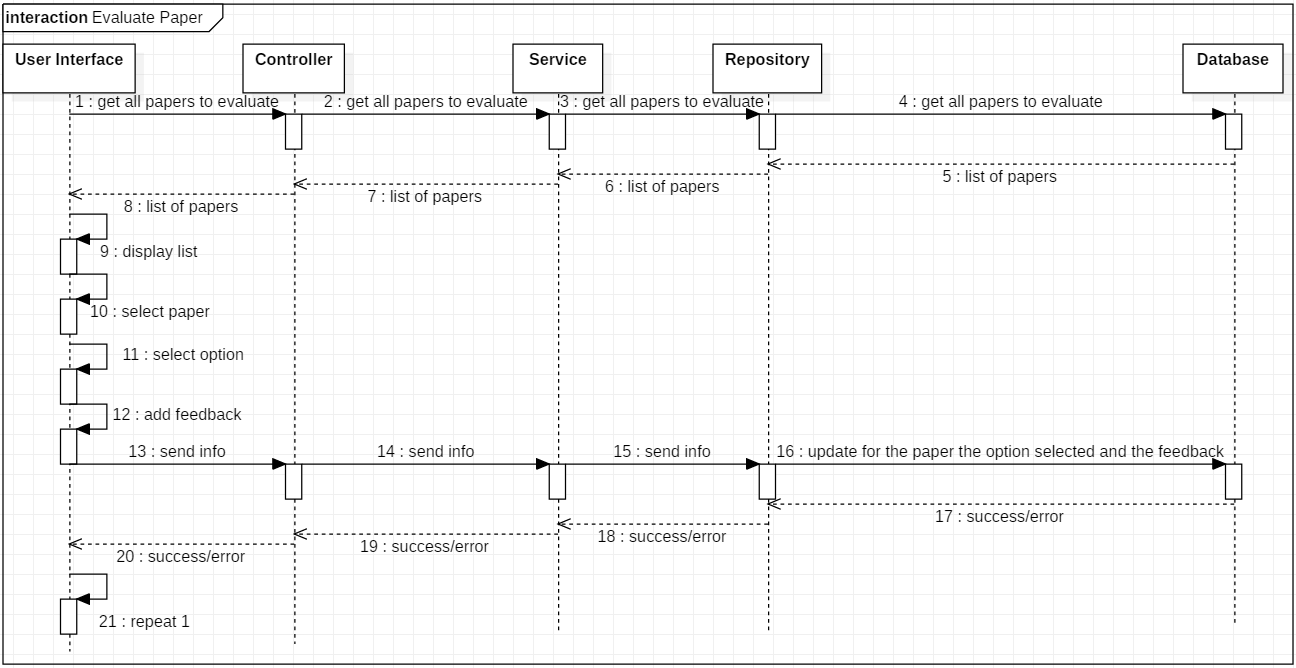 interaction Evaluate Paper
User Interface
Controller
Service
Repository
Database
1 : get all papers to evaluate
2 : get all papers to evaluate
3 : get all papers to evaluate
4 : get all papers to evaluate
5 : list of papers
6 : list of papers
7 : list of papers
8 : list of papers
9 : display list
10 : select paper
11 : select option
12 : add feedback
13 : send info
14 : send info
15 : send info
16 : update for the paper the option selected and the feedback
17 : success/error
18 : success/error
19 : success/error
20 : success/error
21 : repeat 1